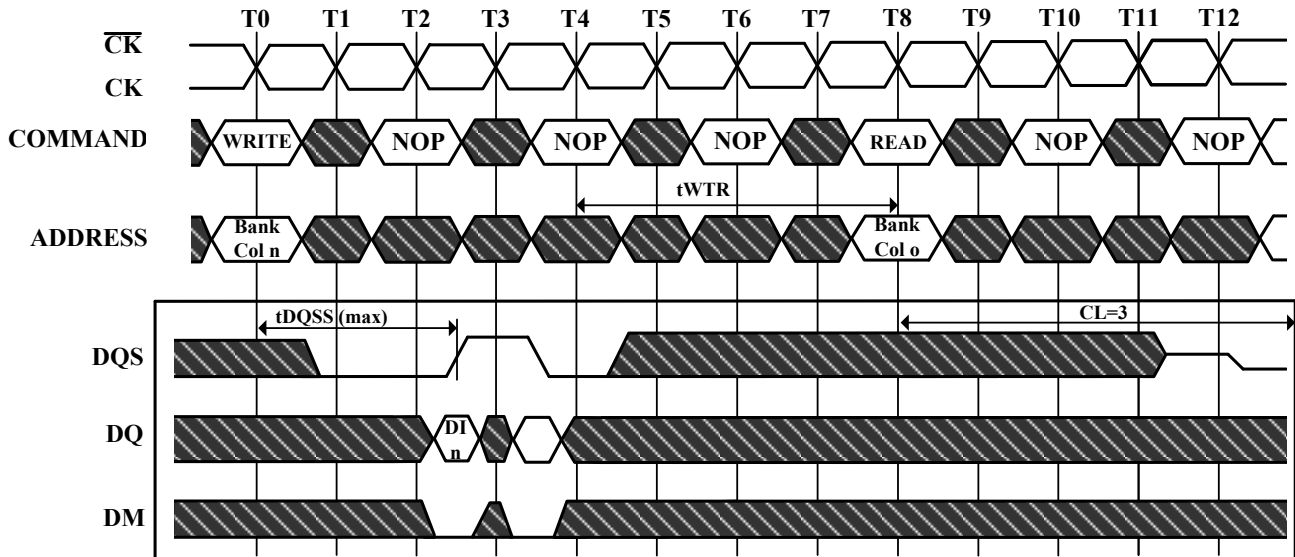 T0 T1 T2 T3 T4 T5 T6 T7 T8 T9 T10 T11 T12
CK
CK
COMMAND WRITE NOP NOP NOP READ NOP NOP
tWTR
ADDRESS Bank Col n Bank Col o
tDQSS (max) CL=3
DQS
DQ DI n
DM